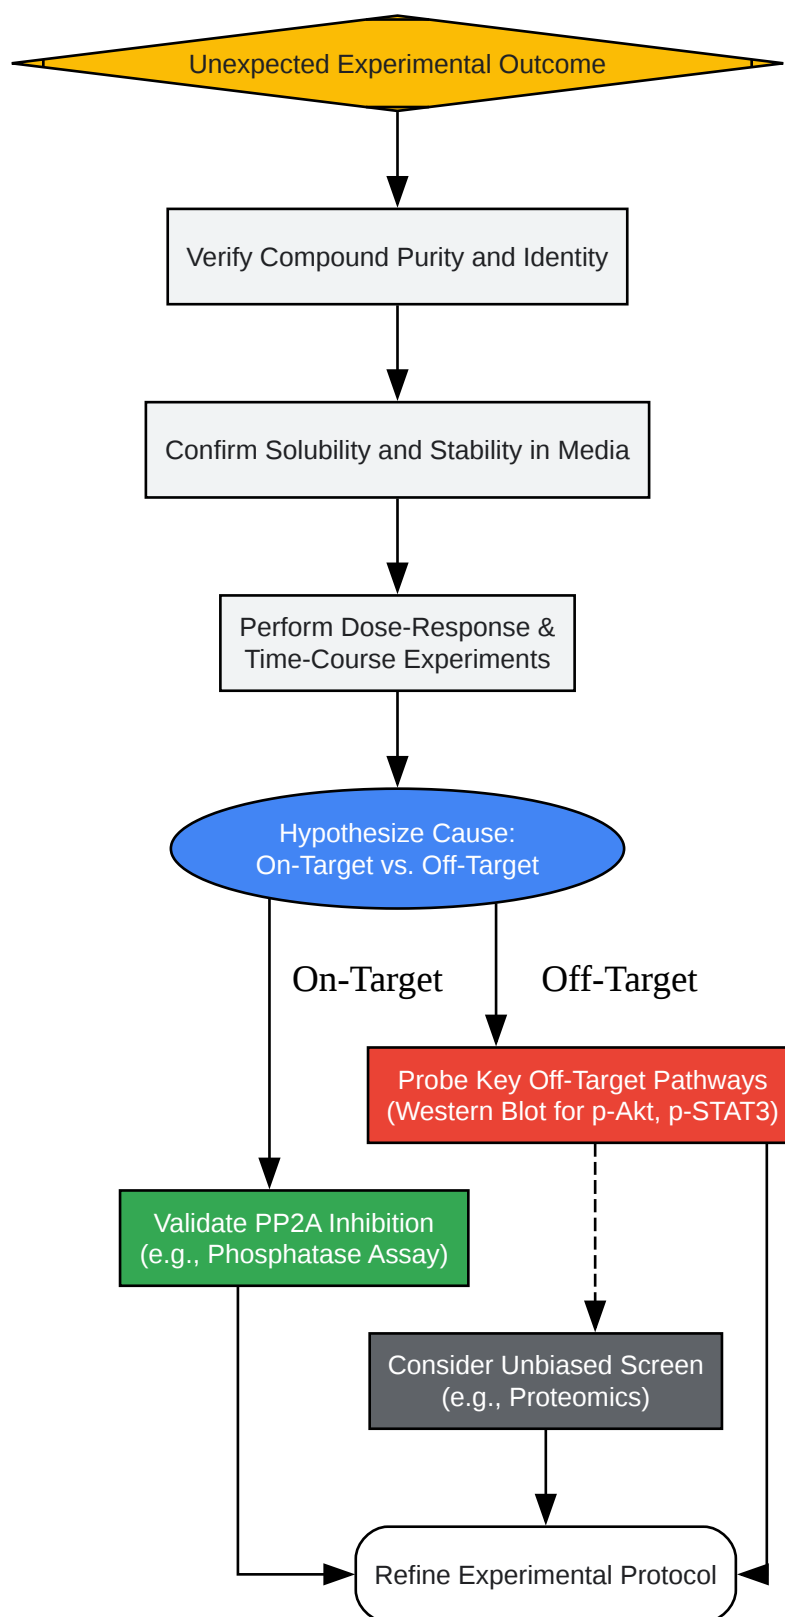 Unexpected Experimental Outcome
Verify Compound Purity and Identity
Confirm Solubility and Stability in Media
Perform Dose-Response &
Time-Course Experiments
Hypothesize Cause:
On-Target vs. Off-Target
On-Target
Off-Target
Probe Key Off-Target Pathways
(Western Blot for p-Akt, p-STAT3)
Validate PP2A Inhibition
(e.g., Phosphatase Assay)
Consider Unbiased Screen
(e.g., Proteomics)
Refine Experimental Protocol